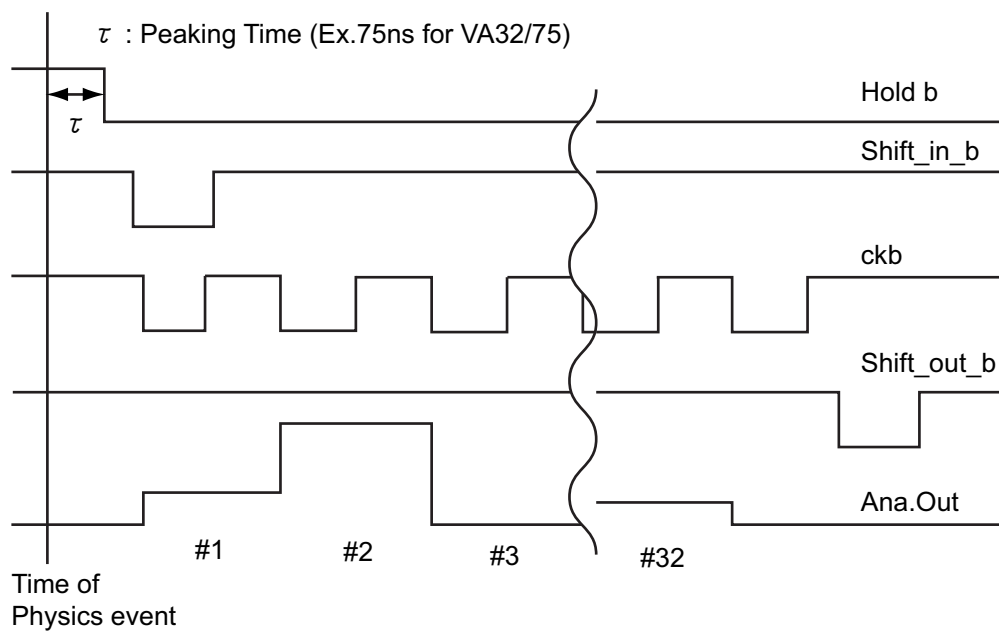 τ : Peaking Time (Ex.75ns for VA32/75)
Hold b
τ
Shift_in_b
ckb
Shift_out_b
Ana.Out
#1
#2
#3
#32
Time of
Physics event